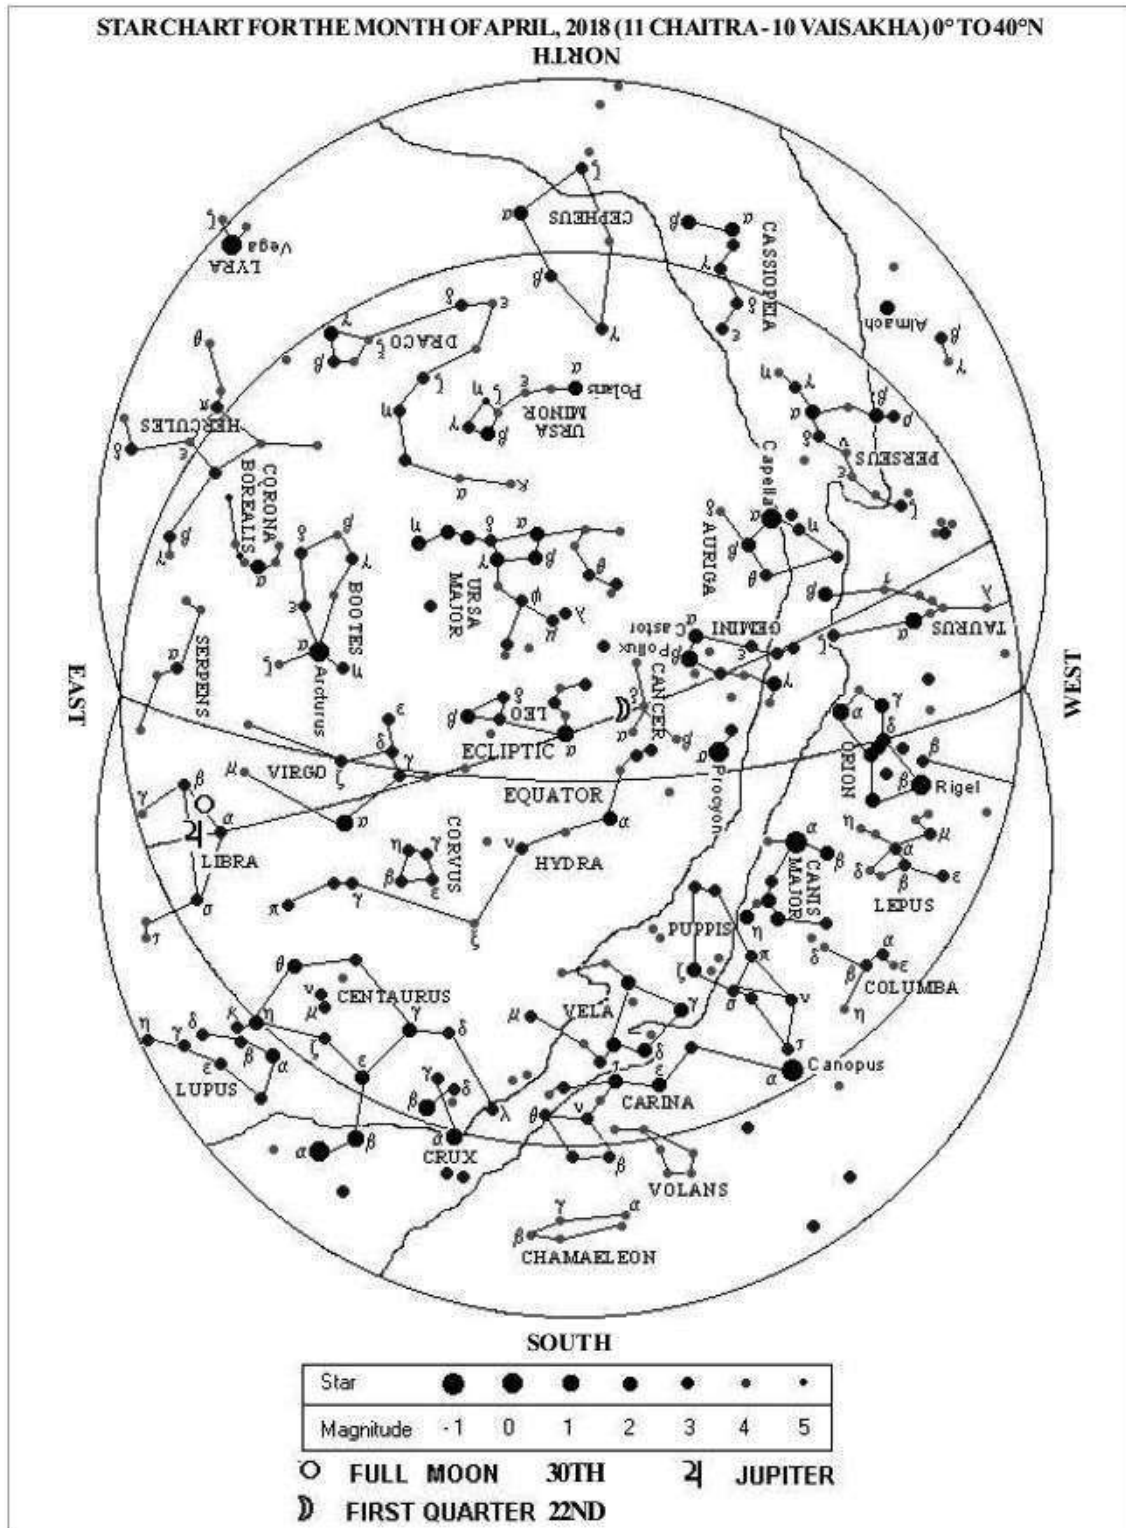 STAR CHART FOR THE MONTH OF APRIL, 2018 (11 CHAITRA - 10 VAISAKHA) 0° TO 40°N
NORTH
ζ
α
CEPHEUS
β
γ
β
α
CASSIOPEIA
γ
δ
ε
ζ
Vega
LYRA
Almach
β
γ
γ
β
ξ
δ
ε
DRACO
ζ
η
α
κ
α
Polaris
ε
ζ
η
γ
β
URSA
MINOR
η
γ
α
β
ρ
δ
ν
ε
ζ
PERSEUS
θ
π
HERCULES
δ
ε
β
γ
CORONA
BOREALIS
α
δ
β
γ
ε
α
ζ
η
BOOTES
Arcturus
η
δ
α
γ
β
θ
ψ
λ
μ
URSA
MAJOR
Capella
α
δ
η
β
θ
AURIGA
β
ι
λ
α
ζ
TAURUS
α
Castor
GEMINI
β
Pollux
ε
γ
SERPENS
α
EAST
WEST
CANCER
δ
α
β
LEO
β
α
ECLIPTIC
ε
δ
VIRGO
ζ
μ
α
γ
α
δ
ORION
β
β
Rigel
α
Procyon
EQUATOR
β
γ
α
LIBRA
σ
τ
CORVUS
η
γ
β
ε
α
ν
HYDRA
γ
π
ζ
α
β
CANIS
MAJOR
η
η
μ
α
δ
β
ε
LEPUS
PUPPIS
π
ζ
σ
ν
τ
α
δ
β
ε
γ
COLUMBA
θ
ν
μ
CENTAURUS
κ
η
ζ
ε
γ
δ
λ
β
α
η
γ
δ
β
ε
α
LUPUS
μ
VELA
γ
δ
Canopus
α
ι
ε
CARINA
θ
υ
β
γ
δ
β
α
CRUX
VOLANS
γ
α
β
CHAMAELEON
SOUTH
Star
Magnitude -1 0 1 2 3 4 5
FULL MOON 30TH ♃ JUPITER
FIRST QUARTER 22ND